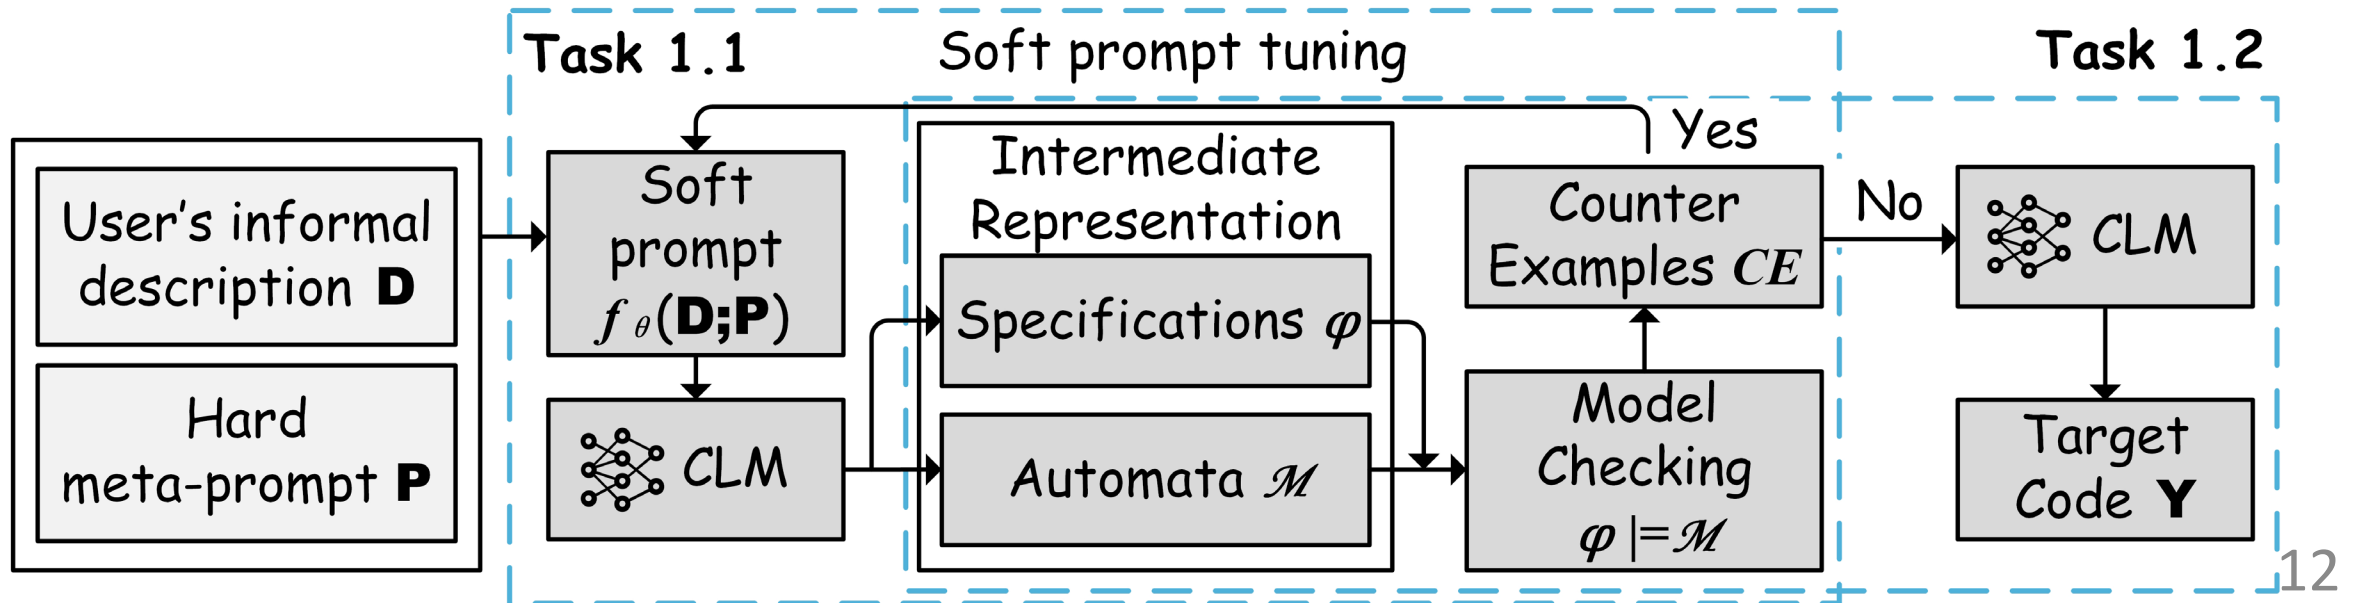 Task 1.1
Soft prompt tuning
Task 1.2
User's informal
description D
Hard
meta-prompt P
Soft
prompt
f θ(D;P)
CLM
Intermediate
Representation
Specifications φ
Automata ℳ
Yes
Counter
Examples CE
Model
Checking
φ |=ℳ
No
CLM
Target
Code Y
12